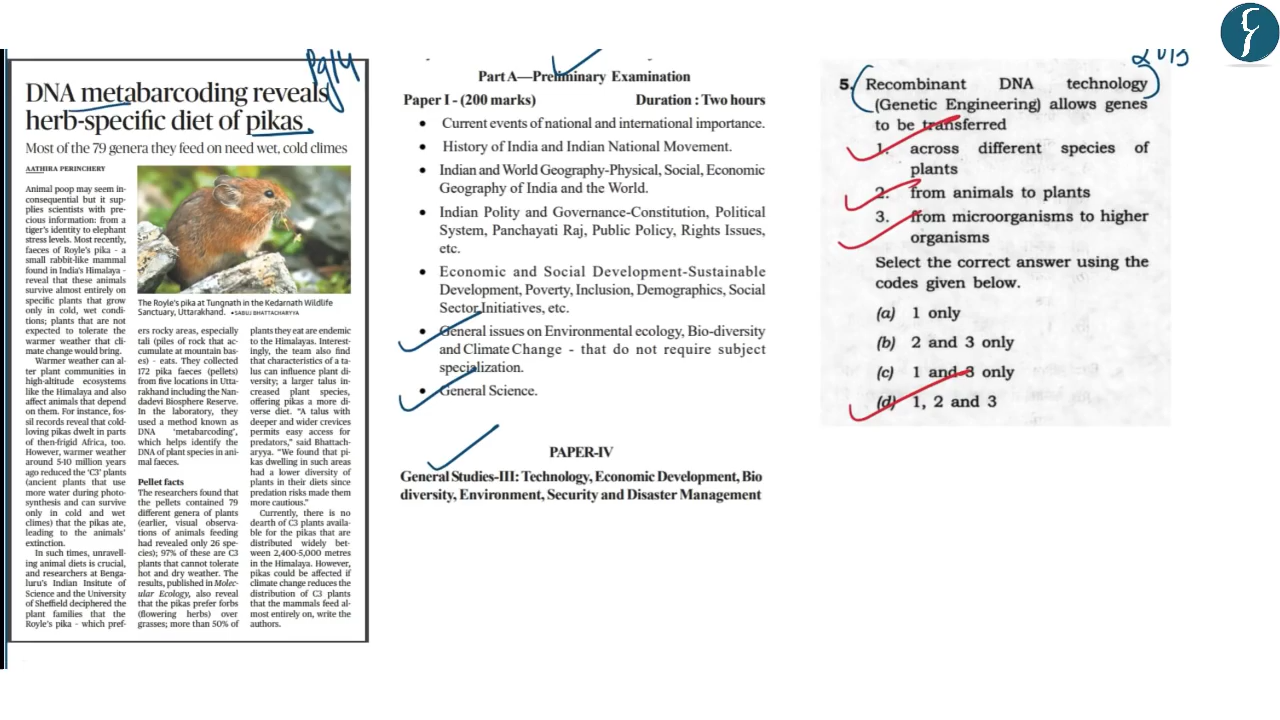 Pg14
DNA metabarcoding reveals
herb-specific diet of pikas
Most of the 79 genera they feed on need wet, cold climes
AATHIRA PERINCHERY
Animal poop may seem in-
consequential but it sup-
plies scientists with pre-
cious information: from a
tiger's identity to elephant
stress levels. Most recently,
faeces of Royle's pika - a
small rabbit-like mammal
found in India's Himalaya -
reveal that these animals
survive almost entirely on
specific plants that grow
only in cold, wet condi-
tions; plants that are not
expected to tolerate the
warmer weather that cli-
mate change would bring.
Warmer weather can al-
ter plant communities in
high-altitude ecosystems
like the Himalaya and also
affect animals that depend
on them. For instance, fos-
sil records reveal that cold-
loving pikas dwelt in parts
of then-frigid Africa, too.
However, warmer weather
around 5-10 million years
ago reduced the 'C3' plants
(ancient plants that use
more water during photo-
synthesis and can survive
only in cold and wet
climes) that the pikas ate,
leading to the animals'
extinction.
In such times, unravell-
ing animal diets is crucial,
and researchers at Benga-
luru's Indian Insitute of
Science and the University
of Sheffield deciphered the
plant families that the
Royle's pika - which pref-
The Royle's pika at Tungnath in the Kedarnath Wildlife
Sanctuary, Uttarakhand. •SABUJ BHATTACHARYYA
ers rocky areas, especially
tali (piles of rock that ac-
cumulate at mountain bas-
es) - eats. They collected
172 pika faeces (pellets)
from five locations in Utta-
rakhand including the Nan-
dadevi Biosphere Reserve.
In the laboratory, they
used a method known as
DNA 'metabarcoding',
which helps identify the
DNA of plant species in ani-
mal faeces.
Pellet facts
The researchers found that
the pellets contained 79
different genera of plants
(earlier, visual observa-
tions of animals feeding
had revealed only 26 spe-
cies); 97% of these are C3
plants that cannot tolerate
hot and dry weather. The
results, published in Molec-
ular Ecology, also reveal
that the pikas prefer forbs
(flowering herbs) over
grasses; more than 50% of
plants they eat are endemic
to the Himalayas. Interest-
ingly, the team also find
that characteristics of a ta-
lus can influence plant di-
versity; a larger talus in-
creased plant species,
offering pikas a more di-
verse diet. "A talus with
deeper and wider crevices
permits easy access for
predators," said Bhattach-
aryya. "We found that pi-
kas dwelling in such areas
had a lower diversity of
plants in their diets since
predation risks made them
more cautious."
Currently, there is no
dearth of C3 plants availa-
ble for the pikas that are
distributed widely bet-
ween 2,400-5,000 metres
in the Himalaya. However,
pikas could be affected if
climate change reduces the
distribution of C3 plants
that the mammals feed al-
most entirely on, write the
authors.
Part A—Preliminary Examination
Paper I - (200 marks) Duration : Two hours
• Current events of national and international importance.
• History of India and Indian National Movement.
• Indian and World Geography-Physical, Social, Economic
Geography of India and the World.
• Indian Polity and Governance-Constitution, Political
System, Panchayati Raj, Public Policy, Rights Issues,
etc.
• Economic and Social Development-Sustainable
Development, Poverty, Inclusion, Demographics, Social
Sector Initiatives, etc.
• General issues on Environmental ecology, Bio-diversity
and Climate Change - that do not require subject
specialization.
• General Science.
PAPER-IV
General Studies-III: Technology, Economic Development, Bio
diversity, Environment, Security and Disaster Management
5. Recombinant DNA technology
(Genetic Engineering) allows genes
to be transferred
1. across different species of
plants
2. from animals to plants
3. from microorganisms to higher
organisms
Select the correct answer using the
codes given below.
(a) 1 only
(b) 2 and 3 only
(c) 1 and 3 only
(d) 1, 2 and 3